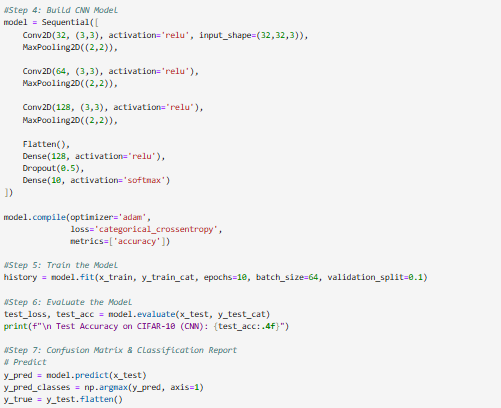 #Step 4: Build CNN Model
model = Sequential([
    Conv2D(32, (3,3), activation='relu', input_shape=(32,32,3)),
    MaxPooling2D((2,2)),

    Conv2D(64, (3,3), activation='relu'),
    MaxPooling2D((2,2)),

    Conv2D(128, (3,3), activation='relu'),
    MaxPooling2D((2,2)),

    Flatten(),
    Dense(128, activation='relu'),
    Dropout(0.5),
    Dense(10, activation='softmax')
])

model.compile(optimizer='adam',
              loss='categorical_crossentropy',
              metrics=['accuracy'])

#Step 5: Train the Model
history = model.fit(x_train, y_train_cat, epochs=10, batch_size=64, validation_split=0.1)

#Step 6: Evaluate the Model
test_loss, test_acc = model.evaluate(x_test, y_test_cat)
print(f"\n Test Accuracy on CIFAR-10 (CNN): {test_acc:.4f}")

#Step 7: Confusion Matrix & Classification Report
# Predict
y_pred = model.predict(x_test)
y_pred_classes = np.argmax(y_pred, axis=1)
y_true = y_test.flatten()